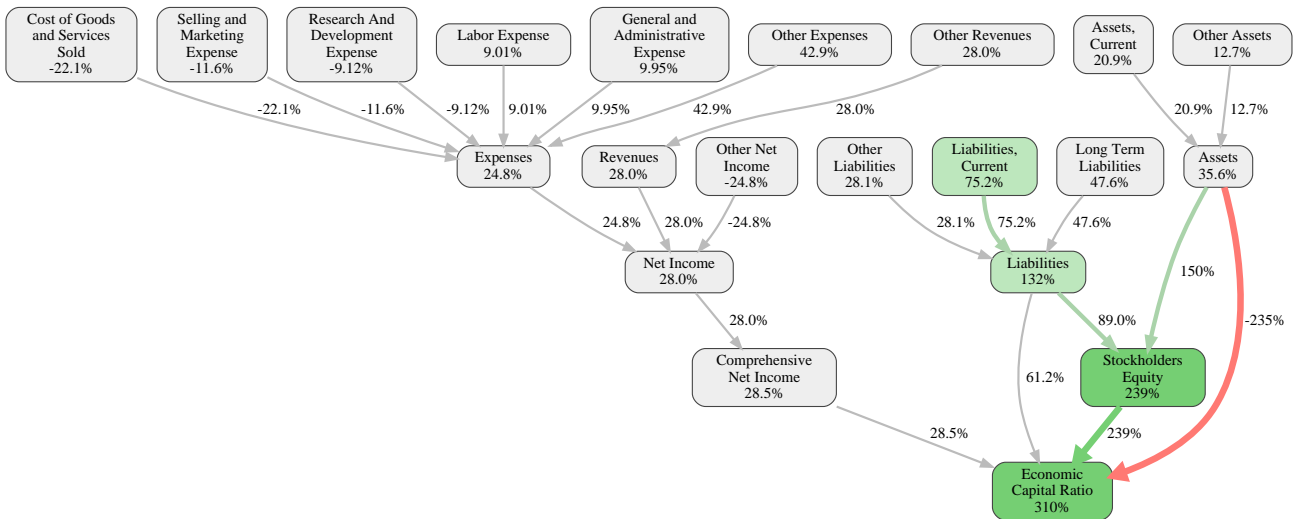 Cost of Goods
and Services
Sold
-22.1%
Selling and
Marketing
Expense
-11.6%
Research And
Development
Expense
-9.12%
Labor Expense
9.01%
General and
Administrative
Expense
9.95%
Other Expenses
42.9%
Other Revenues
28.0%
Assets,
Current
20.9%
Other Assets
12.7%
-22.1%
-11.6%
-9.12%
9.01%
9.95%
42.9%
28.0%
20.9%
12.7%
Expenses
24.8%
Revenues
28.0%
Other Net
Income
-24.8%
Other
Liabilities
28.1%
Liabilities,
Current
75.2%
Long Term
Liabilities
47.6%
Assets
35.6%
24.8%
28.0%
-24.8%
28.1%
75.2%
47.6%
Net Income
28.0%
Liabilities
132%
150%
28.0%
89.0%
-235%
Comprehensive
Net Income
28.5%
61.2%
Stockholders
Equity
239%
28.5%
239%
Economic
Capital Ratio
310%